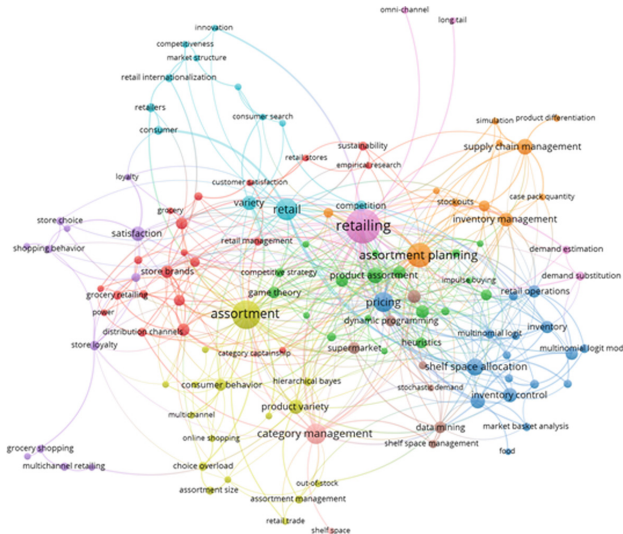 omni-channel
long tail
innovation
competitiveness
market structure
retail internationalization
retailers
consumer search
consumer
simulation
product differentiation
supply chain management
sustainability
retail stores
empirical research
loyalty
customer satisfaction
case pack quantity
variety
retail
competition
stockouts
grocery
inventory management
store choice
satisfaction
retailing
retail management
shopping behavior
demand estimation
assortment planning
store brands
competitive strategy
product assortment
impulse buying
demand substitution
grocery retailing
game theory
retail operations
pricing
power
assortment
dynamic programming
distribution channels
multinomial logit
inventory
store loyalty
category captainship
supermarket
heuristics
multinomial logit mod
shelf space allocation
consumer behavior
hierarchical bayes
stochastic demand
inventory control
product variety
multichannel
category management
data mining
market basket analysis
online shopping
shelf space management
grocery shopping
food
multichannel retailing
choice overload
out-of-stock
assortment size
assortment management
retail trade
shelf space